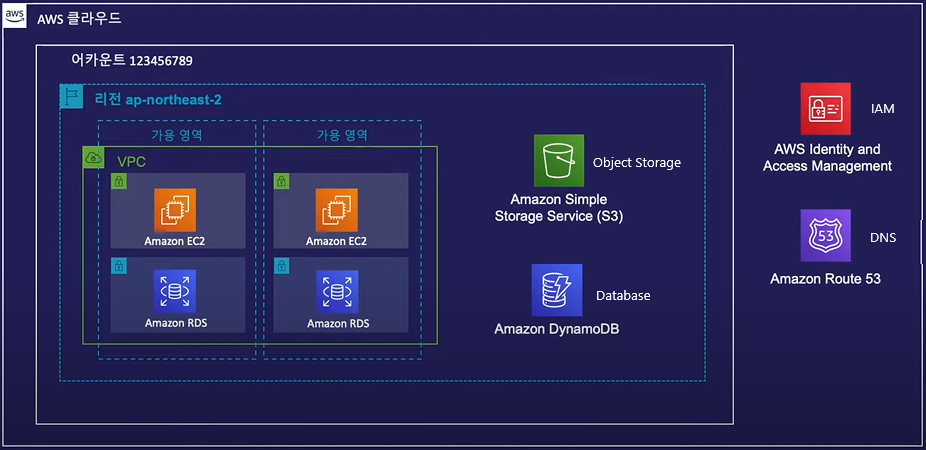 aws
AWS 클라우드
어카운트 123456789
리전 ap-northeast-2
가용 영역
가용 영역
VPC
Amazon EC2
Amazon EC2
Amazon RDS
Amazon RDS
Object Storage
Amazon Simple
Storage Service (S3)
Database
Amazon DynamoDB
IAM
AWS Identity and
Access Management
53
DNS
Amazon Route 53